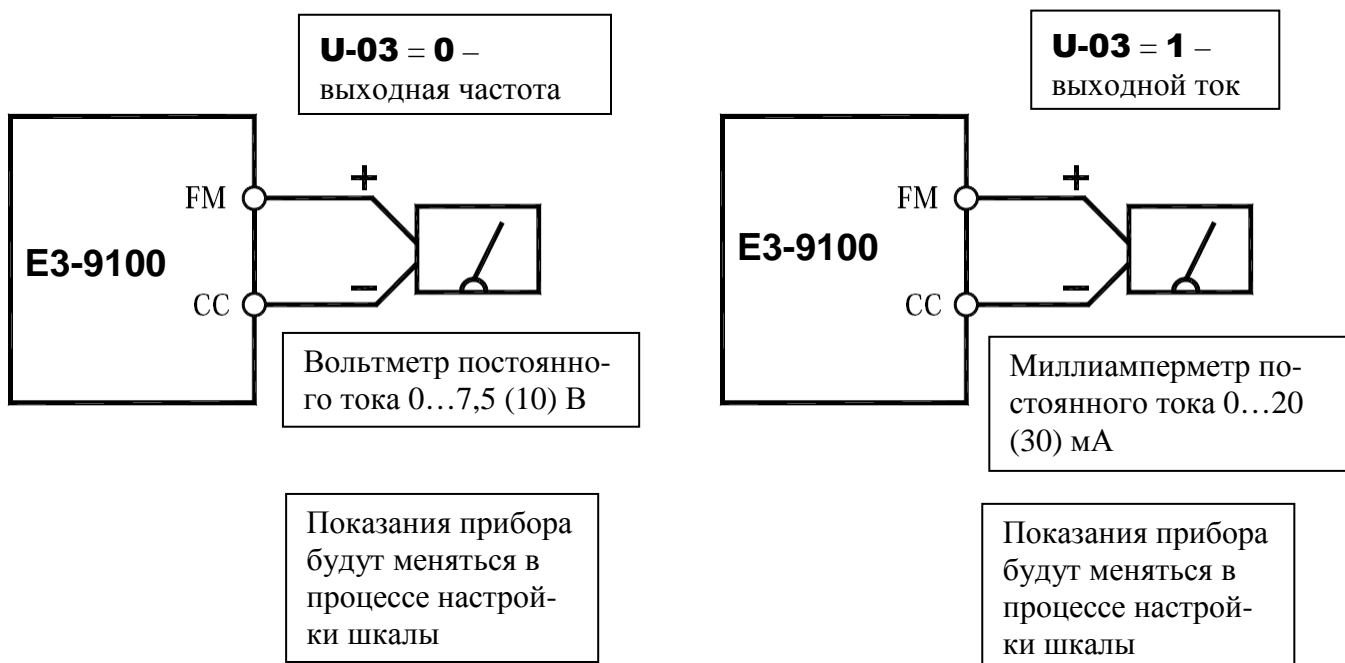 U-03 = 0 –
выходная частота
FM
+
E3-9100
CC
–
Вольтметр постоянно-
го тока 0…7,5 (10) В
Показания прибора
будут меняться в
процессе настрой-
ки шкалы
U-03 = 1 –
выходной ток
FM
+
E3-9100
CC
–
Миллиамперметр по-
стоянного тока 0…20
(30) мА
Показания прибора
будут меняться в
процессе настрой-
ки шкалы